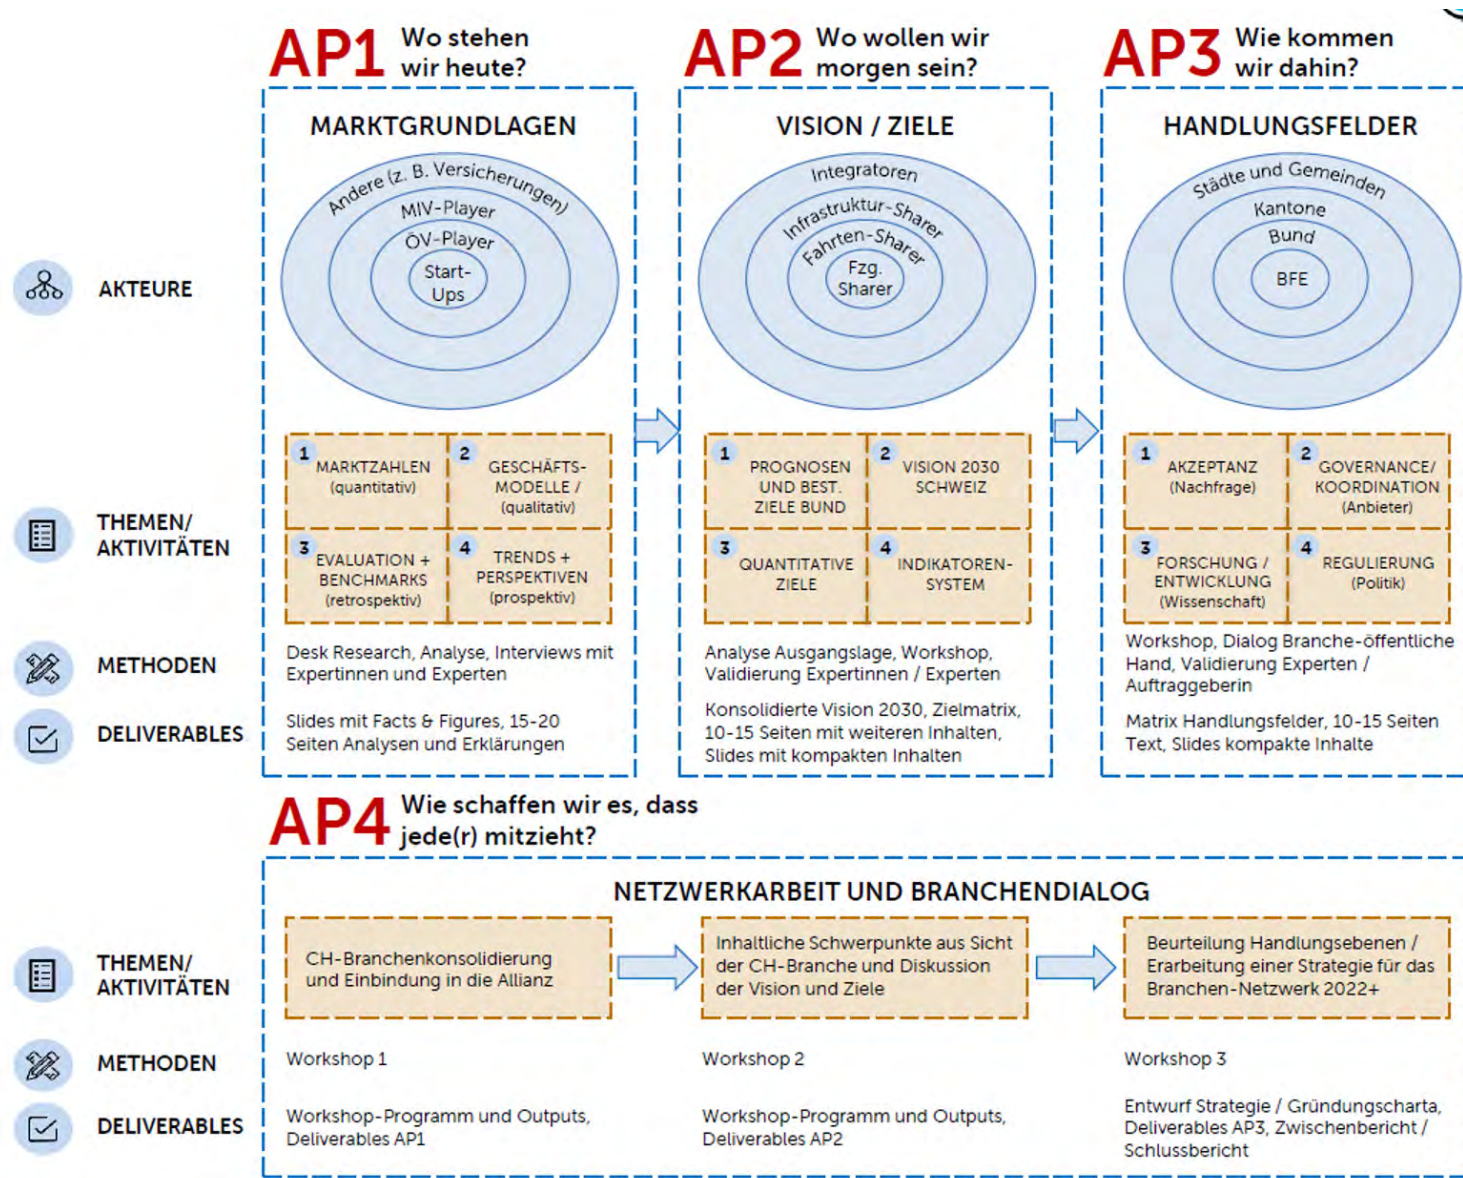 AP1
Wo stehen
wir heute?
AP2
Wo wollen wir
morgen sein?
AP3
Wie kommen
wir dahin?
MARKTGRUNDLAGEN
VISION / ZIELE
HANDLUNGSFELDER
AKTEURE
Andere (z. B. Versicherungen)
MIV-Player
ÖV-Player
Start-
Ups
Integratoren
Infrastruktur-Sharer
Fahrten-Sharer
Fzg.
Sharer
Städte und Gemeinden
Kantone
Bund
BFE
THEMEN/
AKTIVITÄTEN
1
MARKTZAHLEN
(quantitativ)
2
GESCHÄFTS-
MODELLE /
(qualitativ)
3
EVALUATION +
BENCHMARKS
(retrospektiv)
4
TRENDS +
PERSPEKTIVEN
(prospektiv)
1
PROGNOSEN
UND BEST.
ZIELE BUND
2
VISION 2030
SCHWEIZ
3
QUANTITATIVE
ZIELE
4
INDIKATOREN-
SYSTEM
1
AKZEPTANZ
(Nachfrage)
2
GOVERNANCE/
KOORDINATION
(Anbieter)
3
FORSCHUNG /
ENTWICKLUNG
(Wissenschaft)
4
REGULIERUNG
(Politik)
METHODEN
Desk Research, Analyse, Interviews mit
Expertinnen und Experten
Analyse Ausgangslage, Workshop,
Validierung Expertinnen / Experten
Workshop, Dialog Branche-öffentliche
Hand, Validierung Experten /
Auftraggeberin
DELIVERABLES
Slides mit Facts & Figures, 15-20
Seiten Analysen und Erklärungen
Konsolidierte Vision 2030, Zielmatrix,
10-15 Seiten mit weiteren Inhalten,
Slides mit kompakten Inhalten
Matrix Handlungsfelder, 10-15 Seiten
Text, Slides kompakte Inhalte
AP4
Wie schaffen wir es, dass
jede(r) mitzieht?
NETZWERKARBEIT UND BRANCHENDIALOG
THEMEN/
AKTIVITÄTEN
CH-Branchenkonsolidierung
und Einbindung in die Allianz
Inhaltliche Schwerpunkte aus Sicht
der CH-Branche und Diskussion
der Vision und Ziele
Beurteilung Handlungsebenen /
Erarbeitung einer Strategie für das
Branchen-Netzwerk 2022+
METHODEN
Workshop 1
Workshop 2
Workshop 3
DELIVERABLES
Workshop-Programm und Outputs,
Deliverables AP1
Workshop-Programm und Outputs,
Deliverables AP2
Entwurf Strategie / Gründungscharta,
Deliverables AP3, Zwischenbericht /
Schlussbericht